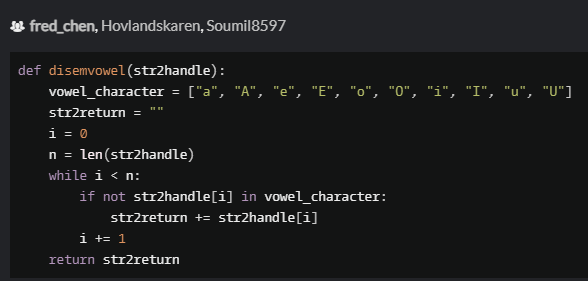 fred_chen, Hovlandskaren, Soumil8597
def disemvowel(str2handle):
    vowel_character = ["a", "A", "e", "E", "o", "O", "i", "I", "u", "U"]
    str2return = ""
    i = 0
    n = len(str2handle)
    while i < n:
        if not str2handle[i] in vowel_character:
            str2return += str2handle[i]
        i += 1
    return str2return